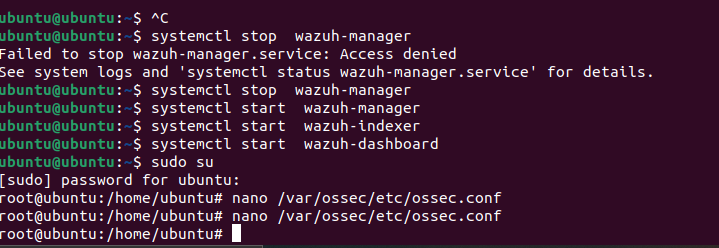 ubuntu@ubuntu:~$ ^C
ubuntu@ubuntu:~$ systemctl stop  wazuh-manager
Failed to stop wazuh-manager.service: Access denied
See system logs and 'systemctl status wazuh-manager.service' for details.
ubuntu@ubuntu:~$ systemctl stop  wazuh-manager
ubuntu@ubuntu:~$ systemctl start  wazuh-manager
ubuntu@ubuntu:~$ systemctl start  wazuh-indexer
ubuntu@ubuntu:~$ systemctl start  wazuh-dashboard
ubuntu@ubuntu:~$ sudo su
[sudo] password for ubuntu:
root@ubuntu:/home/ubuntu# nano /var/ossec/etc/ossec.conf
root@ubuntu:/home/ubuntu# nano /var/ossec/etc/ossec.conf
root@ubuntu:/home/ubuntu#